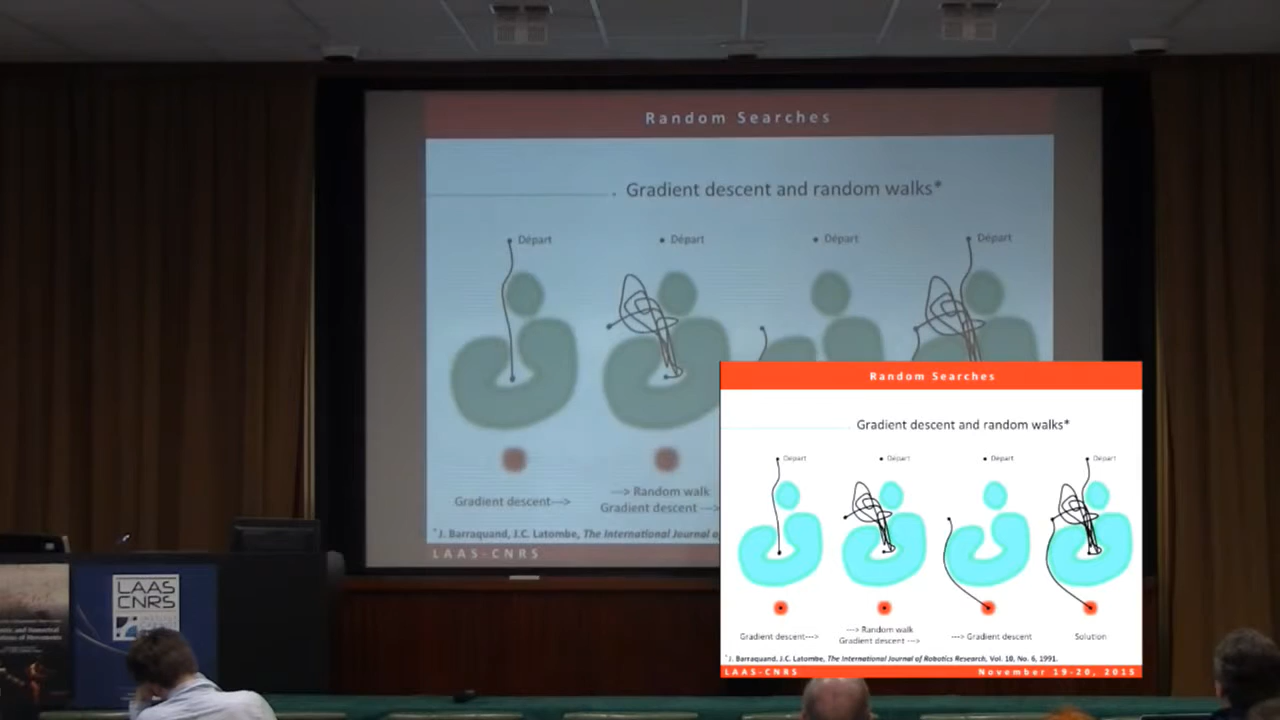 Random Searches
. Gradient descent and random walks*
Départ
Départ
Départ
Départ
Gradient descent--->
---> Random walk
Gradient descent --->
* J. Barraquand, J.C. Latombe, The International Journal o
LAAS-CNRS
Random Searches
Gradient descent and random walks*
Départ
Départ
Départ
Départ
Gradient descent--->
---> Random walk
Gradient descent --->
---> Gradient descent
Solution
* J. Barraquand, J.C. Latombe, The International Journal of Robotics Research, Vol. 10, No. 6, 1991.
LAAS-CNRS
November 19-20, 2015
LAAS
CNRS